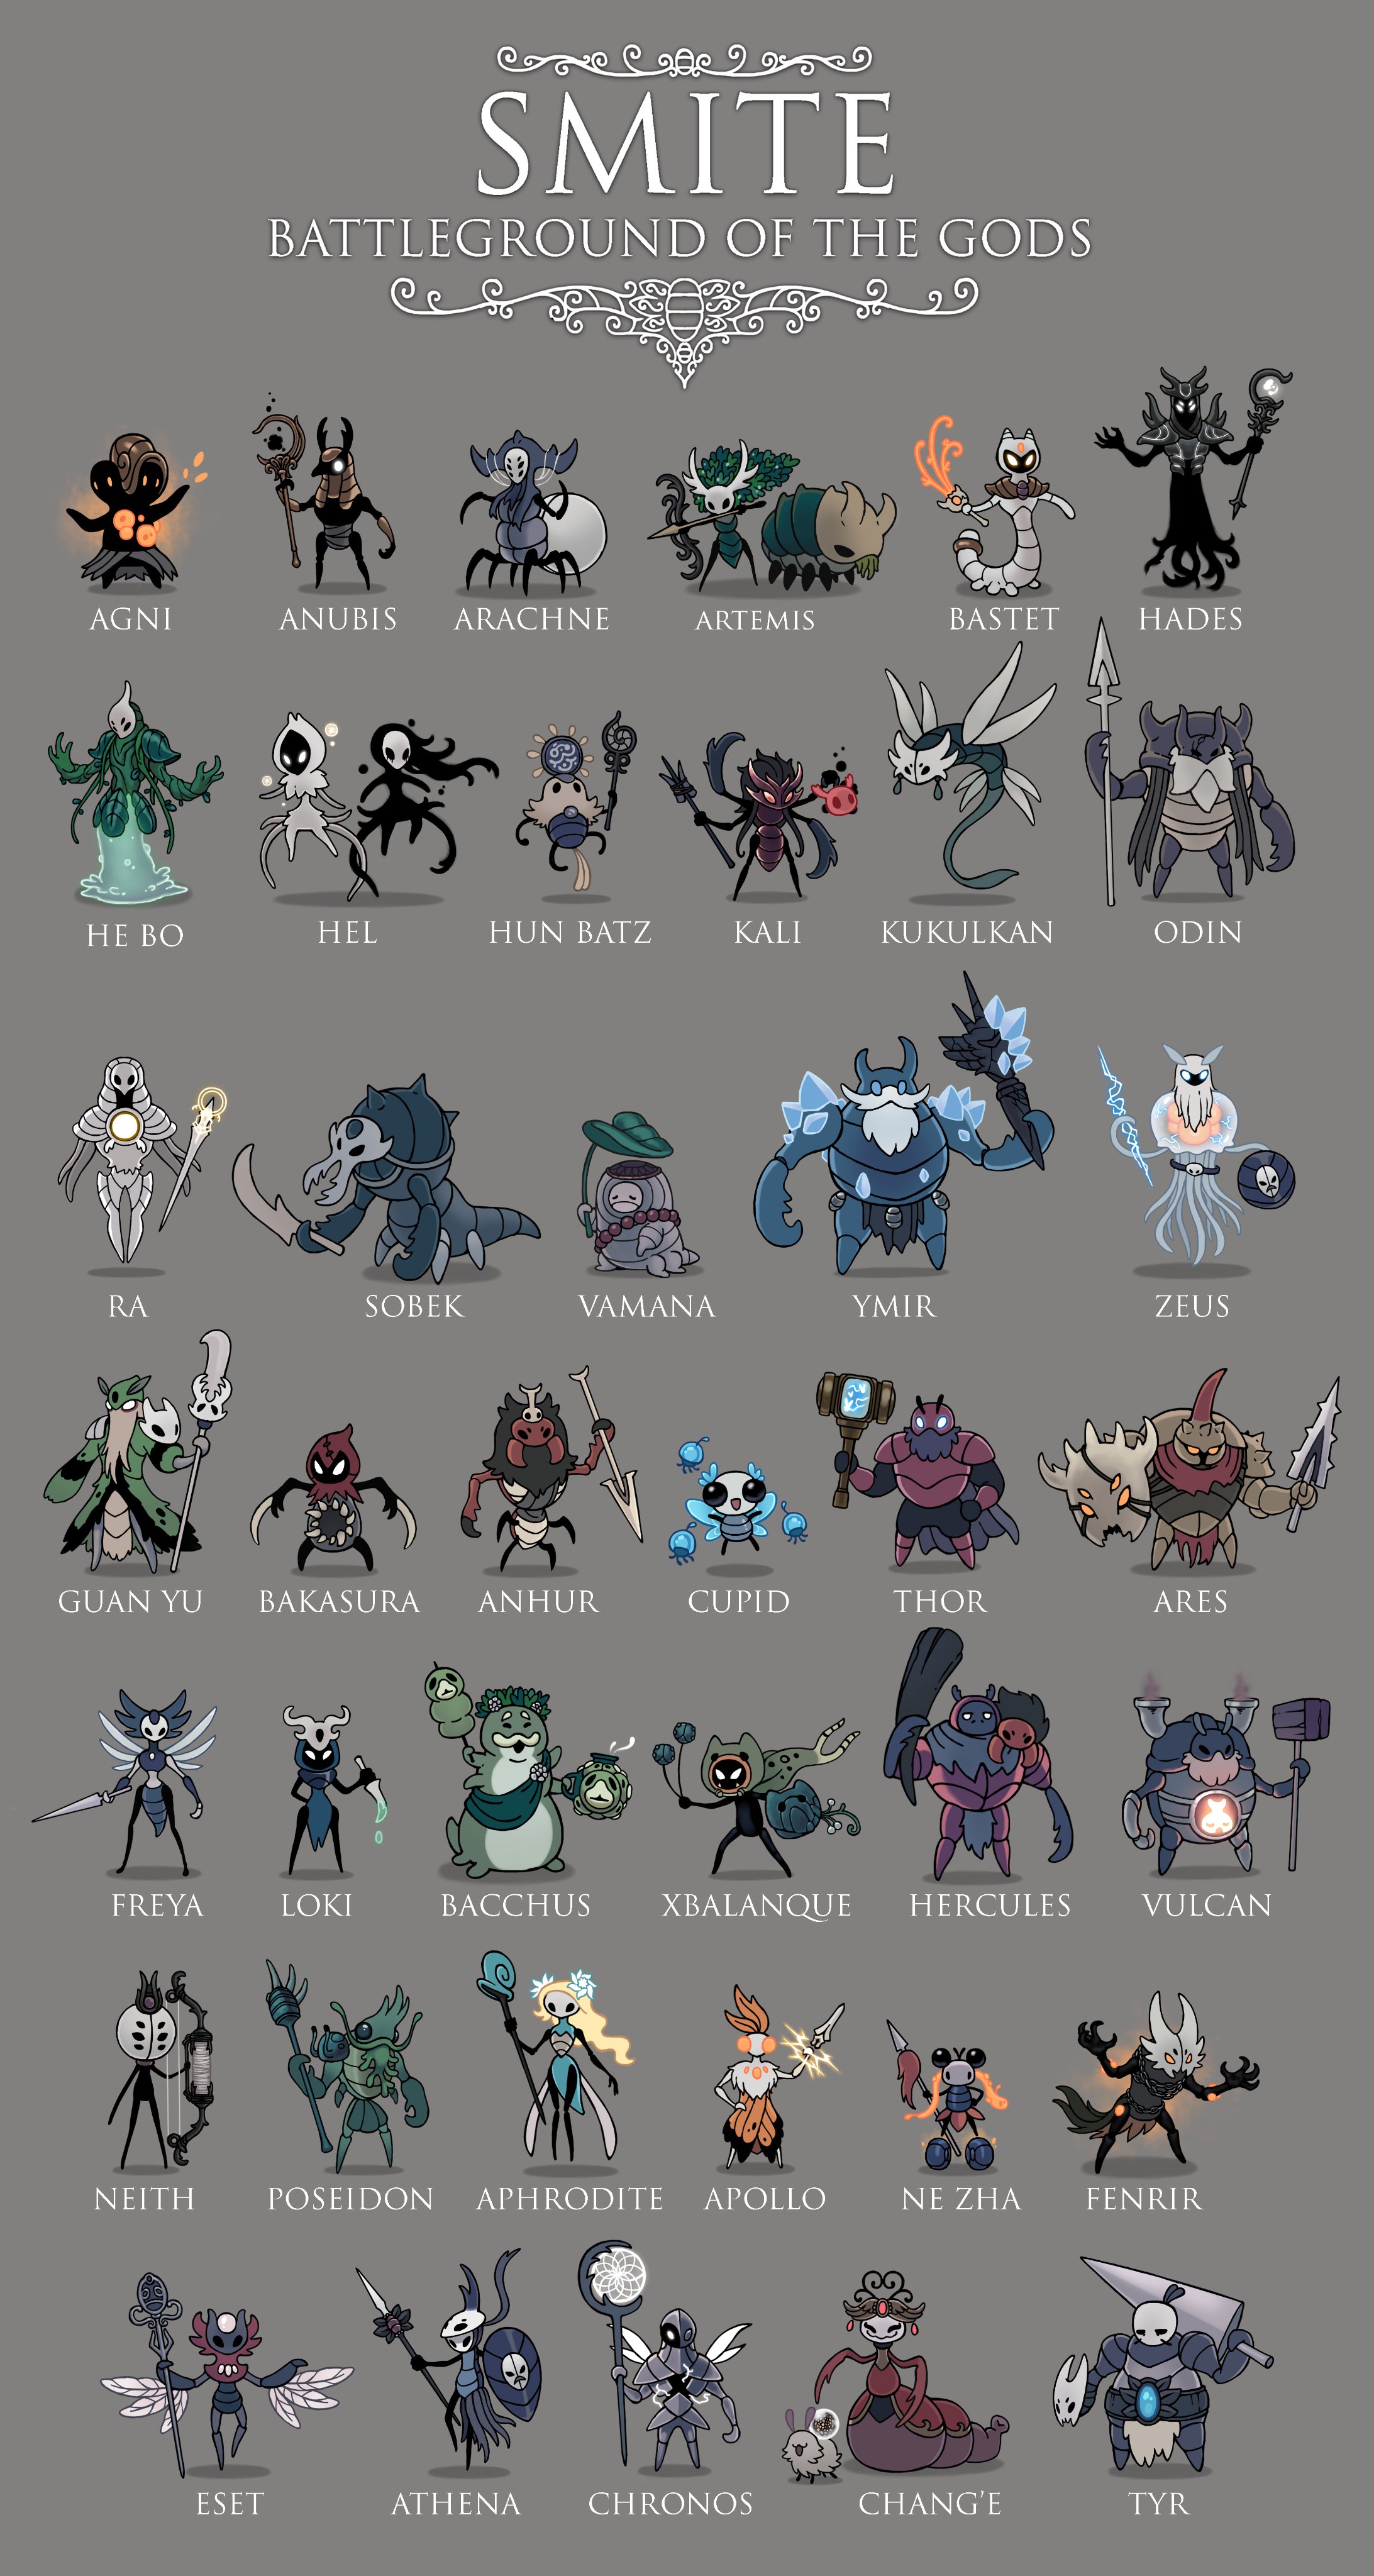 SMITE
BATTLEGROUND OF THE GODS
AGNI ANUBIS ARACHNE ARTEMIS BASTET HADES
HE BO HEL HUN BATZ KALI KUKULKAN ODIN
RA SOBEK VAMANA YMIR ZEUS
GUAN YU BAKASURA ANHUR CUPID THOR ARES
FREYA LOKI BACCHUS XBALANQUE HERCULES VULCAN
NEITH POSEIDON APHRODITE APOLLO NE ZHA FENRIR
ESET ATHENA CHRONOS CHANG'E TYR